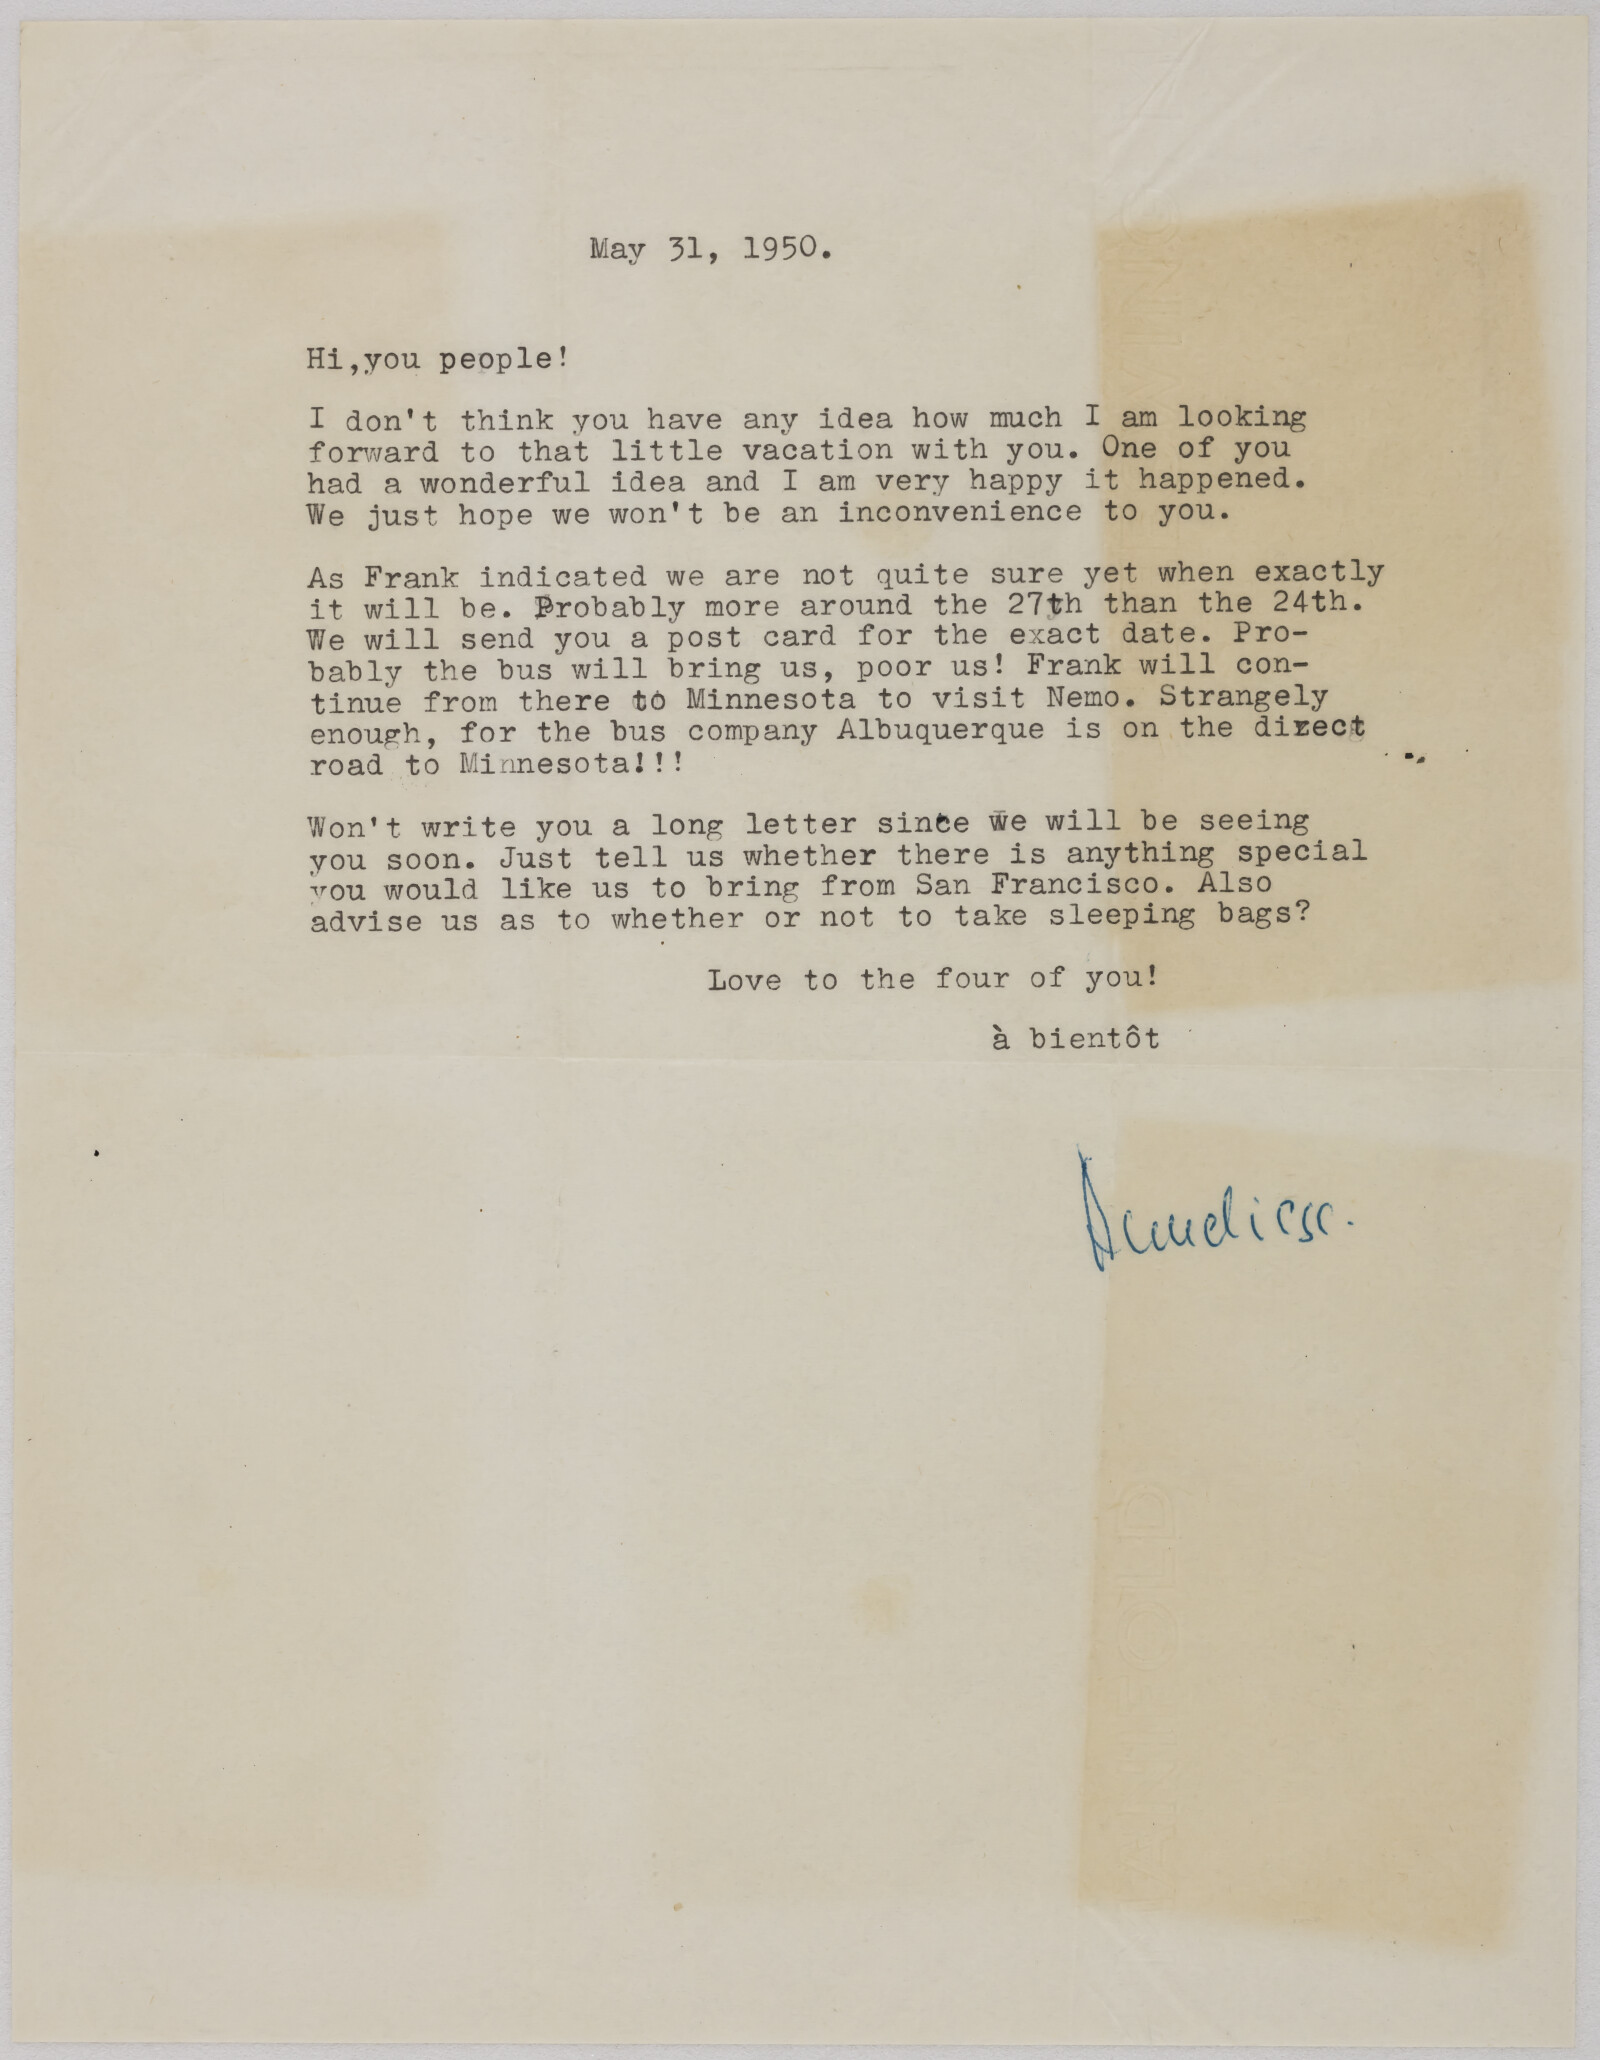 May 31, 1950.
Hi,you people!
I don't think you have any idea how much I am looking
forward to that little vacation with you. One of you
had a wonderful idea and I am very happy it happened.
We just hope we won't be an inconvenience to you.
As Frank indicated we are not quite sure yet when exactly
it will be. Probably more around the 27th than the 24th.
We will send you a post card for the exact date. Pro-
bably the bus will bring us, poor us! Frank will con-
tinue from there to Minnesota to visit Nemo. Strangely
enough, for the bus company Albuquerque is on the direct
road to Minnesota!!!
Won't write you a long letter since we will be seeing
you soon. Just tell us whether there is anything special
you would like us to bring from San Francisco. Also
advise us as to whether or not to take sleeping bags?
Love to the four of you!
à bientôt
Anneliese.